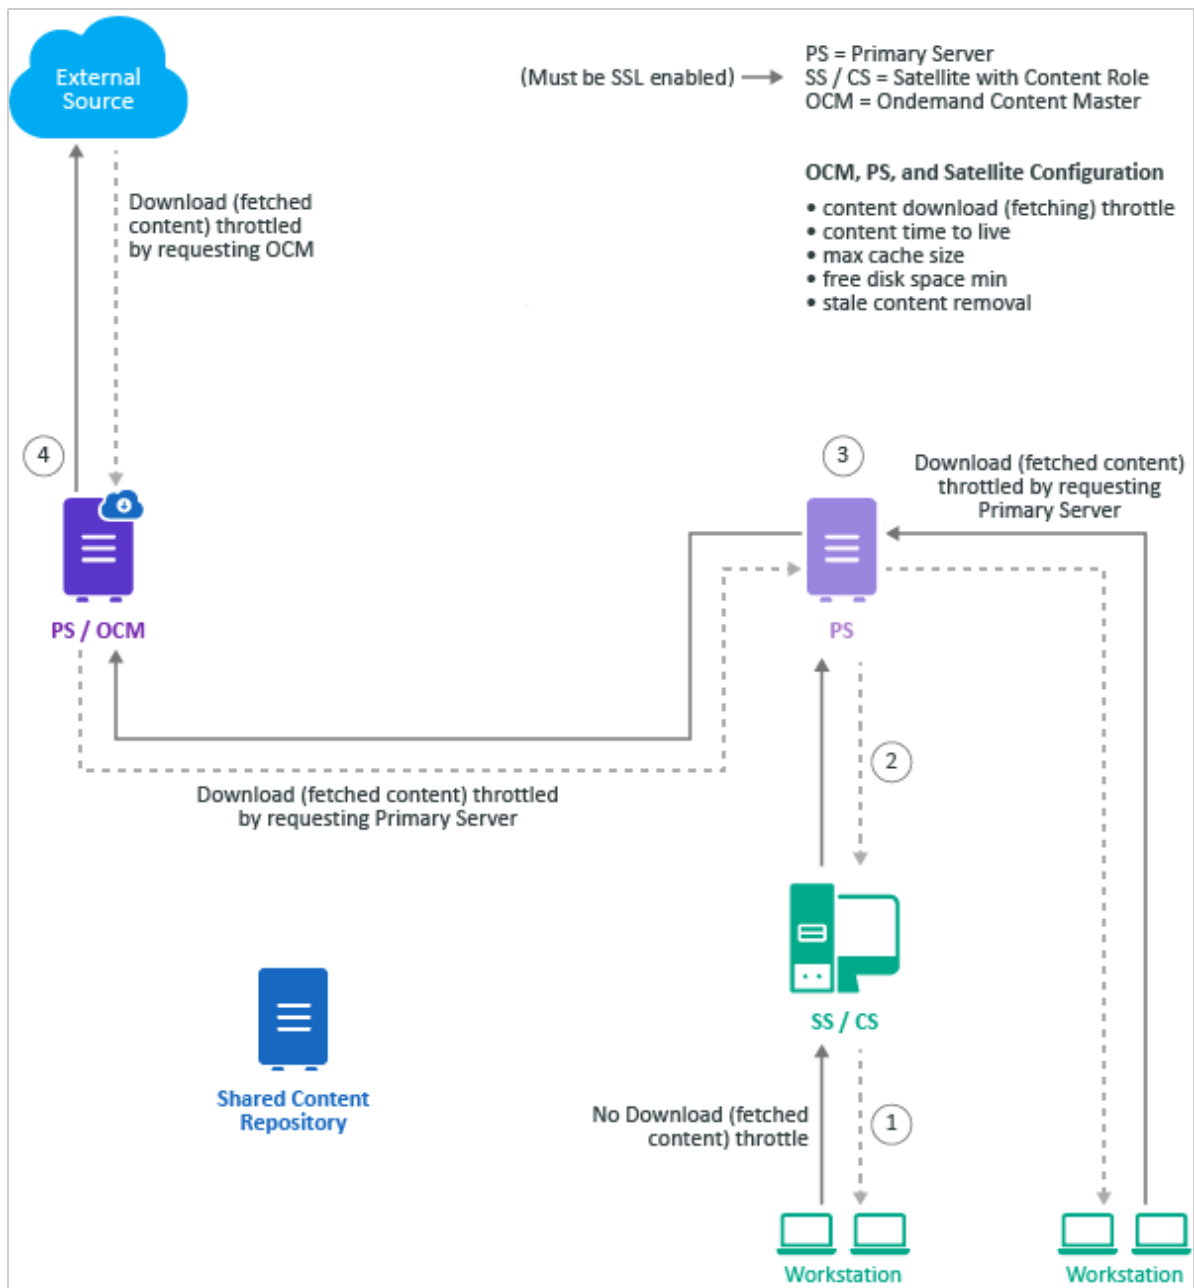 External
Source
(Must be SSL enabled)
PS = Primary Server
SS / CS = Satellite with Content Role
OCM = Ondemand Content Master
OCM, PS, and Satellite Configuration
• content download (fetching) throttle
• content time to live
• max cache size
• free disk space min
• stale content removal
Download (fetched
content) throttled
by requesting OCM
4
3
Download (fetched content)
throttled by requesting
Primary Server
PS / OCM
PS
2
Download (fetched content) throttled
by requesting Primary Server
SS / CS
Shared Content
Repository
No Download (fetched
content) throttle
1
Workstation
Workstation